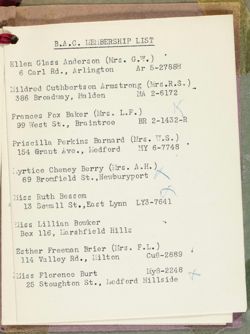 B.A.C. MEMBERSHIP LIST
Ellen Glass Anderson (Mrs. G.W.)
6 Carl Rd., Arlington Ar 5-2788M
Mildred Cuthbertson Armstrong (Mrs.R.S.)
386 Broadway, Malden MA 2-6172
Frances Fox Baker (Mrs. L.F.)
99 West St., Braintree BR 2-1432-R
Priscilla Perkins Barnard (Mrs. W.S.)
154 Grant Ave., Medford MY 6-7748
Myrtice Cheney Berry (Mrs. A.H.)
69 Bromfield St., Newburyport
Miss Ruth Bessom
13 Sewall St., East Lynn LY3-7641
Miss Lillian Bowker
Box 116, Marshfield Hills
Esther Freeman Brier (Mrs. F.L.)
114 Valley Rd., Milton Cu6-2889
Miss Florence Burt My8-2248
25 Stoughton St., Medford Hillside